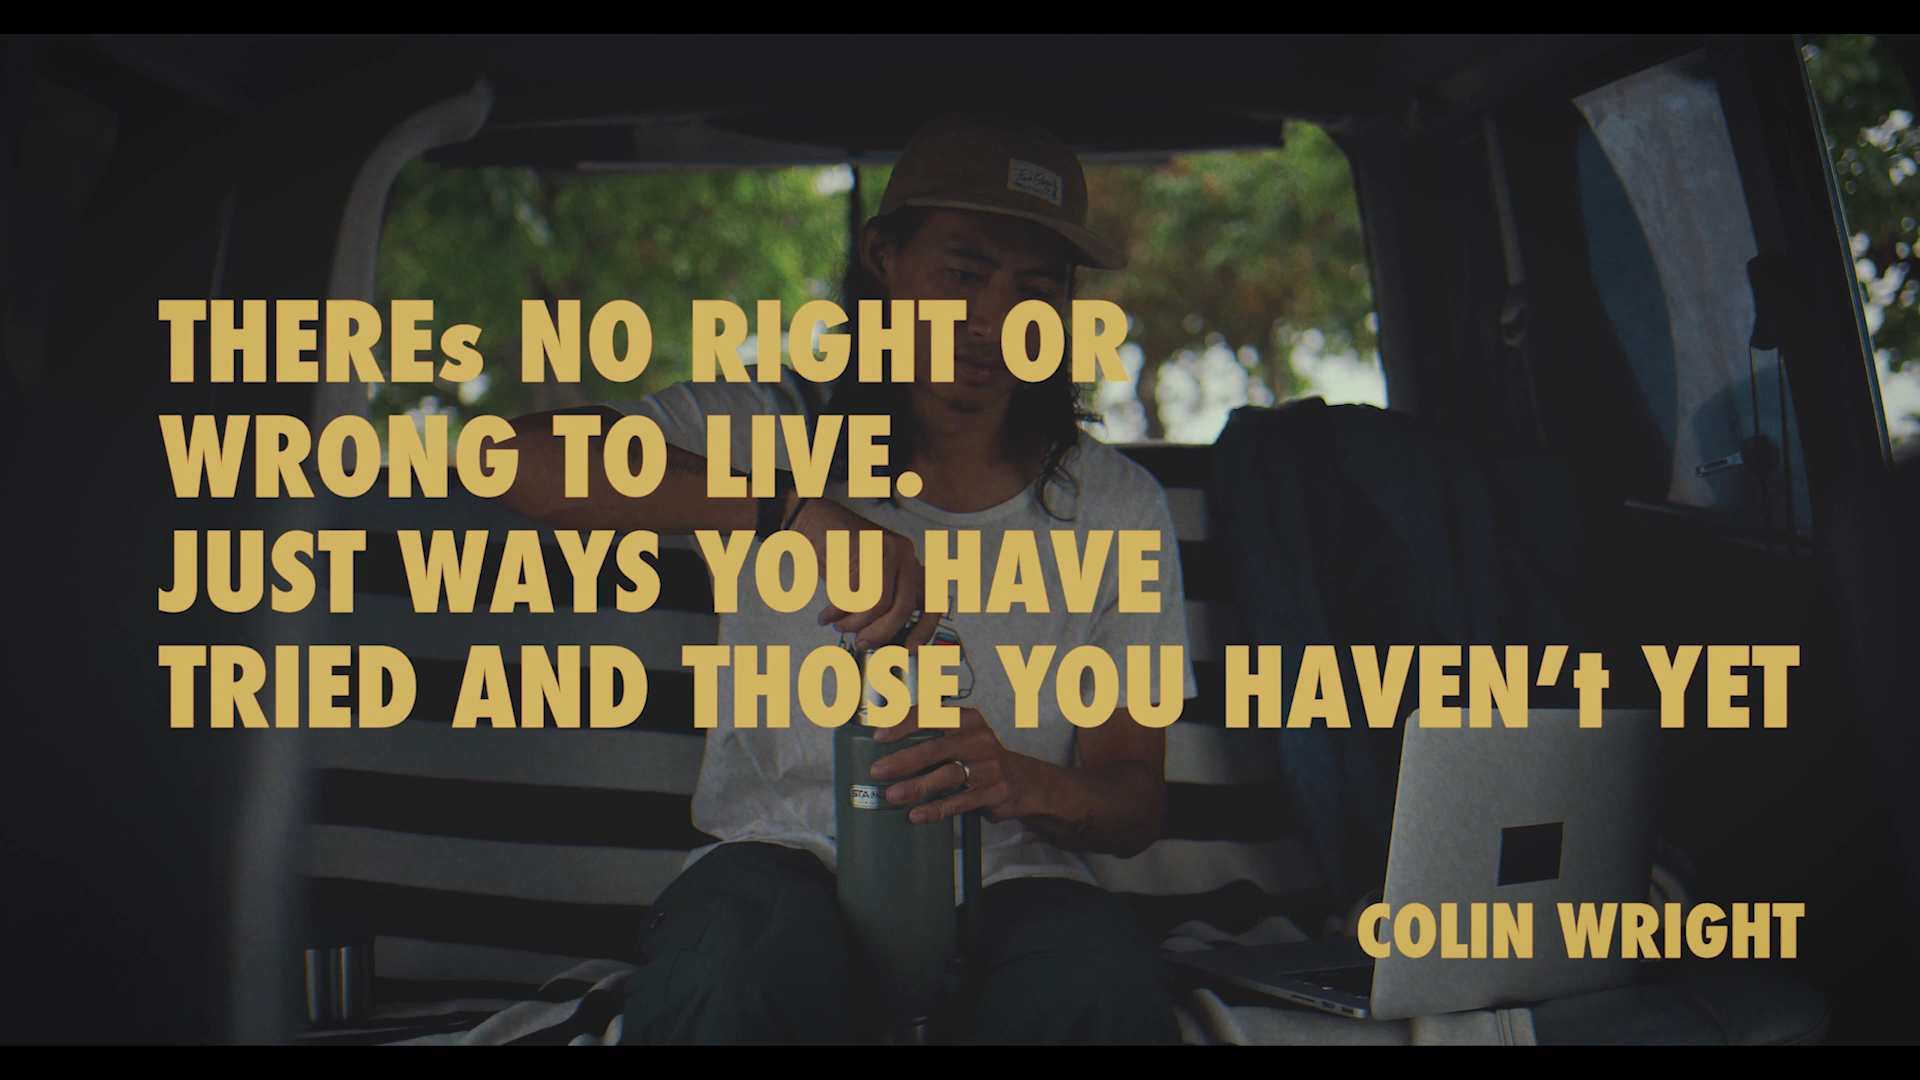 THEREs NO RIGHT OR
WRONG TO LIVE.
JUST WAYS YOU HAVE
TRIED AND THOSE YOU HAVEN't YET
COLIN WRIGHT